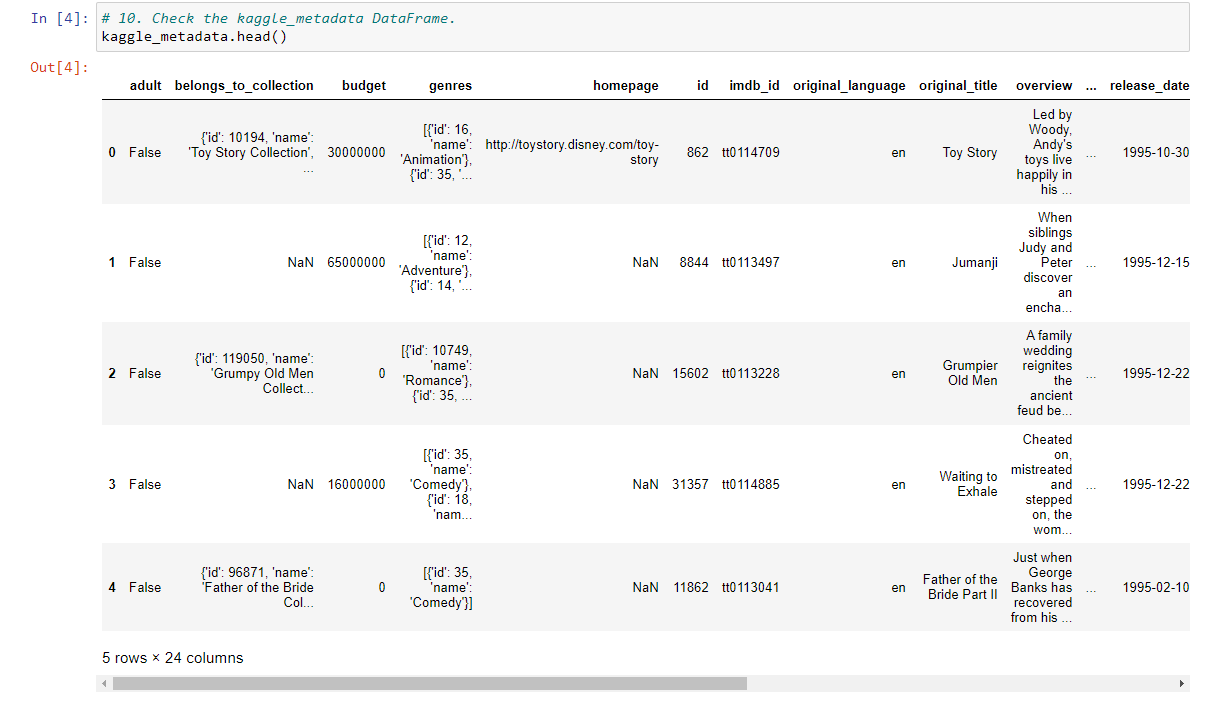 In [4]: # 10. Check the kaggle_metadata DataFrame.
kaggle_metadata.head()
Out[4]:
adult belongs_to_collection budget genres homepage id imdb_id original_language original_title overview ... release_date
0 False {'id': 10194, 'name': 'Toy Story Collection', ... 30000000 [{'id': 16, 'name': 'Animation'}, {'id': 35, '... http://toystory.disney.com/toy-story 862 tt0114709 en Toy Story Led by Woody, Andy's toys live happily in his ... ... 1995-10-30
1 False NaN 65000000 [{'id': 12, 'name': 'Adventure'}, {'id': 14, '... NaN 8844 tt0113497 en Jumanji When siblings Judy and Peter discover an encha... ... 1995-12-15
2 False {'id': 119050, 'name': 'Grumpy Old Men Collect... 0 [{'id': 10749, 'name': 'Romance'}, {'id': 35, ... NaN 15602 tt0113228 en Grumpier Old Men A family wedding reignites the ancient feud be... ... 1995-12-22
3 False NaN 16000000 [{'id': 35, 'name': 'Comedy'}, {'id': 18, 'nam... NaN 31357 tt0114885 en Waiting to Exhale Cheated on, mistreated and stepped on, the wom... ... 1995-12-22
4 False {'id': 96871, 'name': 'Father of the Bride Col... 0 [{'id': 35, 'name': 'Comedy'}] NaN 11862 tt0113041 en Father of the Bride Part II Just when George Banks has recovered from his ... ... 1995-02-10
5 rows × 24 columns